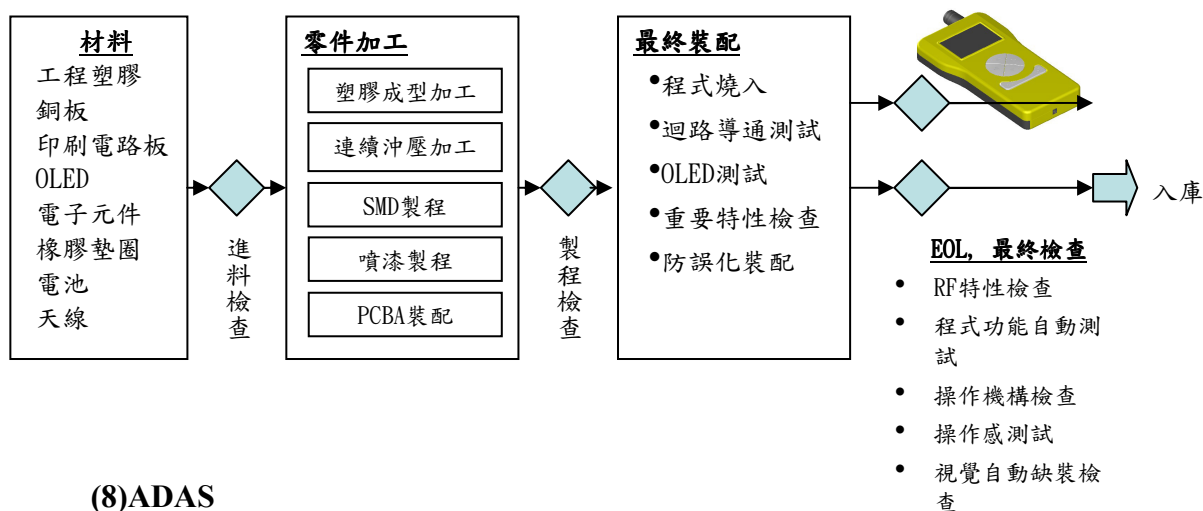 材料
工程塑膠
銅板
印刷電路板
OLED
電子元件
橡膠墊圈
電池
天線
進料檢查
零件加工
塑膠成型加工
連續沖壓加工
SMD製程
噴漆製程
PCBA裝配
製程檢查
最終裝配
•程式燒入
•迴路導通測試
•OLED測試
•重要特性檢查
•防誤化裝配
入庫
EOL, 最終檢查
• RF特性檢查
• 程式功能自動測
試
• 操作機構檢查
• 操作感測試
• 視覺自動缺裝檢
查
(8)ADAS